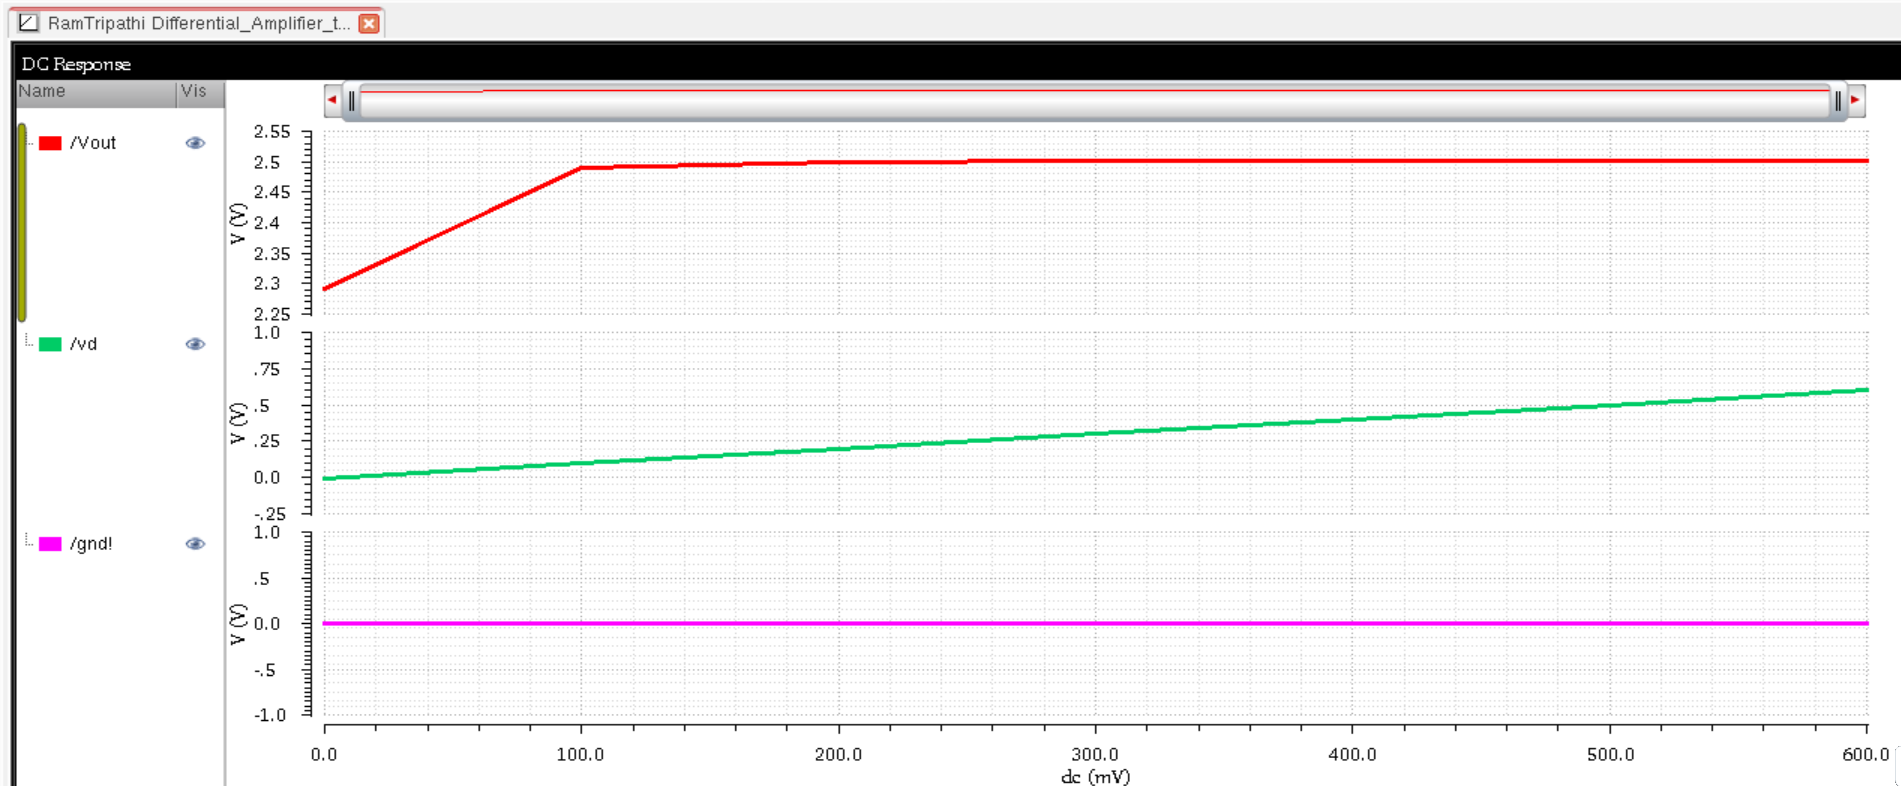 RamTripathi Differential_Amplifier_t...
DC Response
Name Vis
/Vout
2.55
2.5
2.45
2.4
2.35
2.3
2.25
V (V)
/vd
1.0
.75
.5
.25
0.0
-.25
V (V)
/gnd!
1.0
.5
0.0
-.5
-1.0
V (V)
0.0 100.0 200.0 300.0 400.0 500.0 600.0
dc (mV)